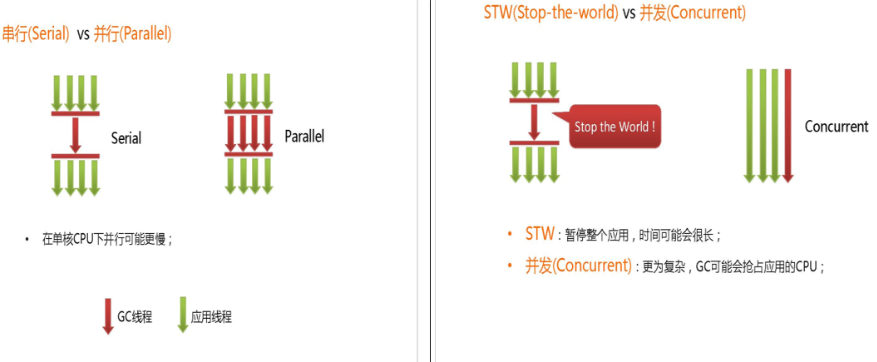 串行(Serial) vs 并行(Parallel)
Serial
Parallel
• 在单核CPU下并行可能更慢；
GC线程
应用线程
STW(Stop-the-world) vs 并发(Concurrent)
Stop the World！
Concurrent
• STW：暂停整个应用，时间可能会很长；
• 并发(Concurrent)：更为复杂，GC可能会抢占应用的CPU；